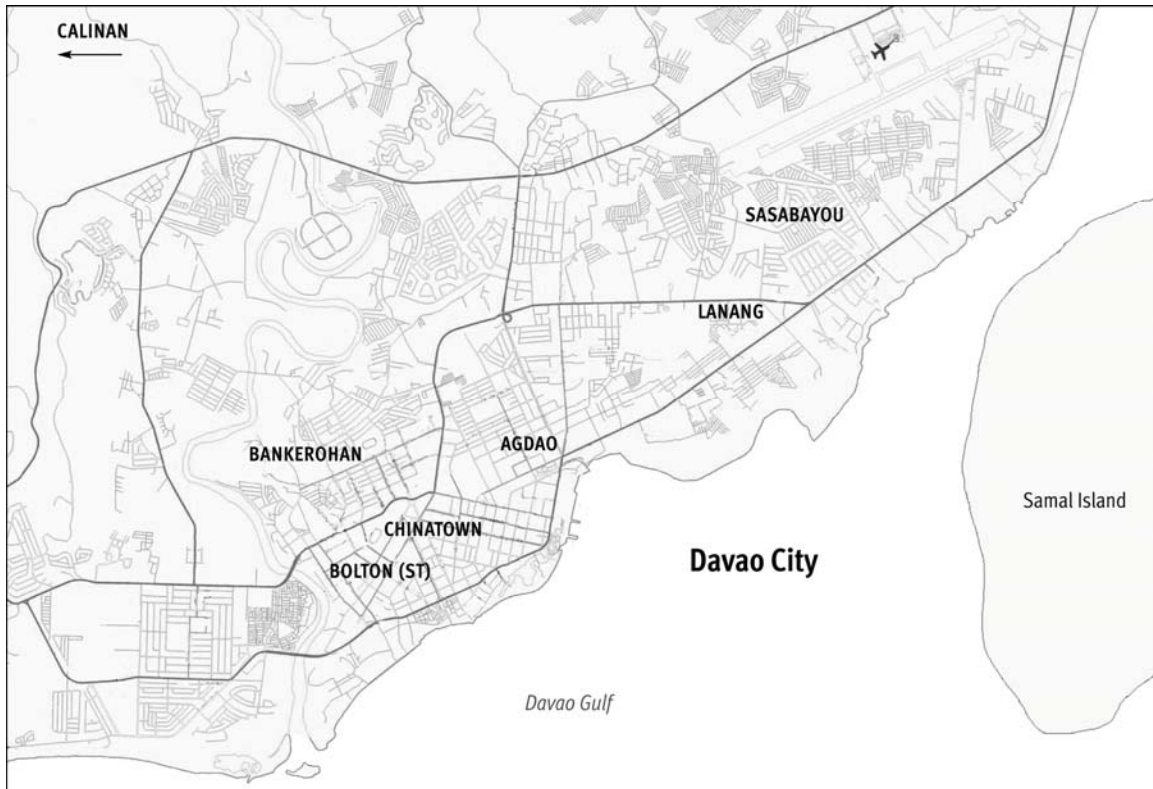 CALINAN
SASABAYOU
LANANG
AGDAO
BANKEROHAN
Samal Island
CHINATOWN
Davao City
BOLTON (ST)
Davao Gulf